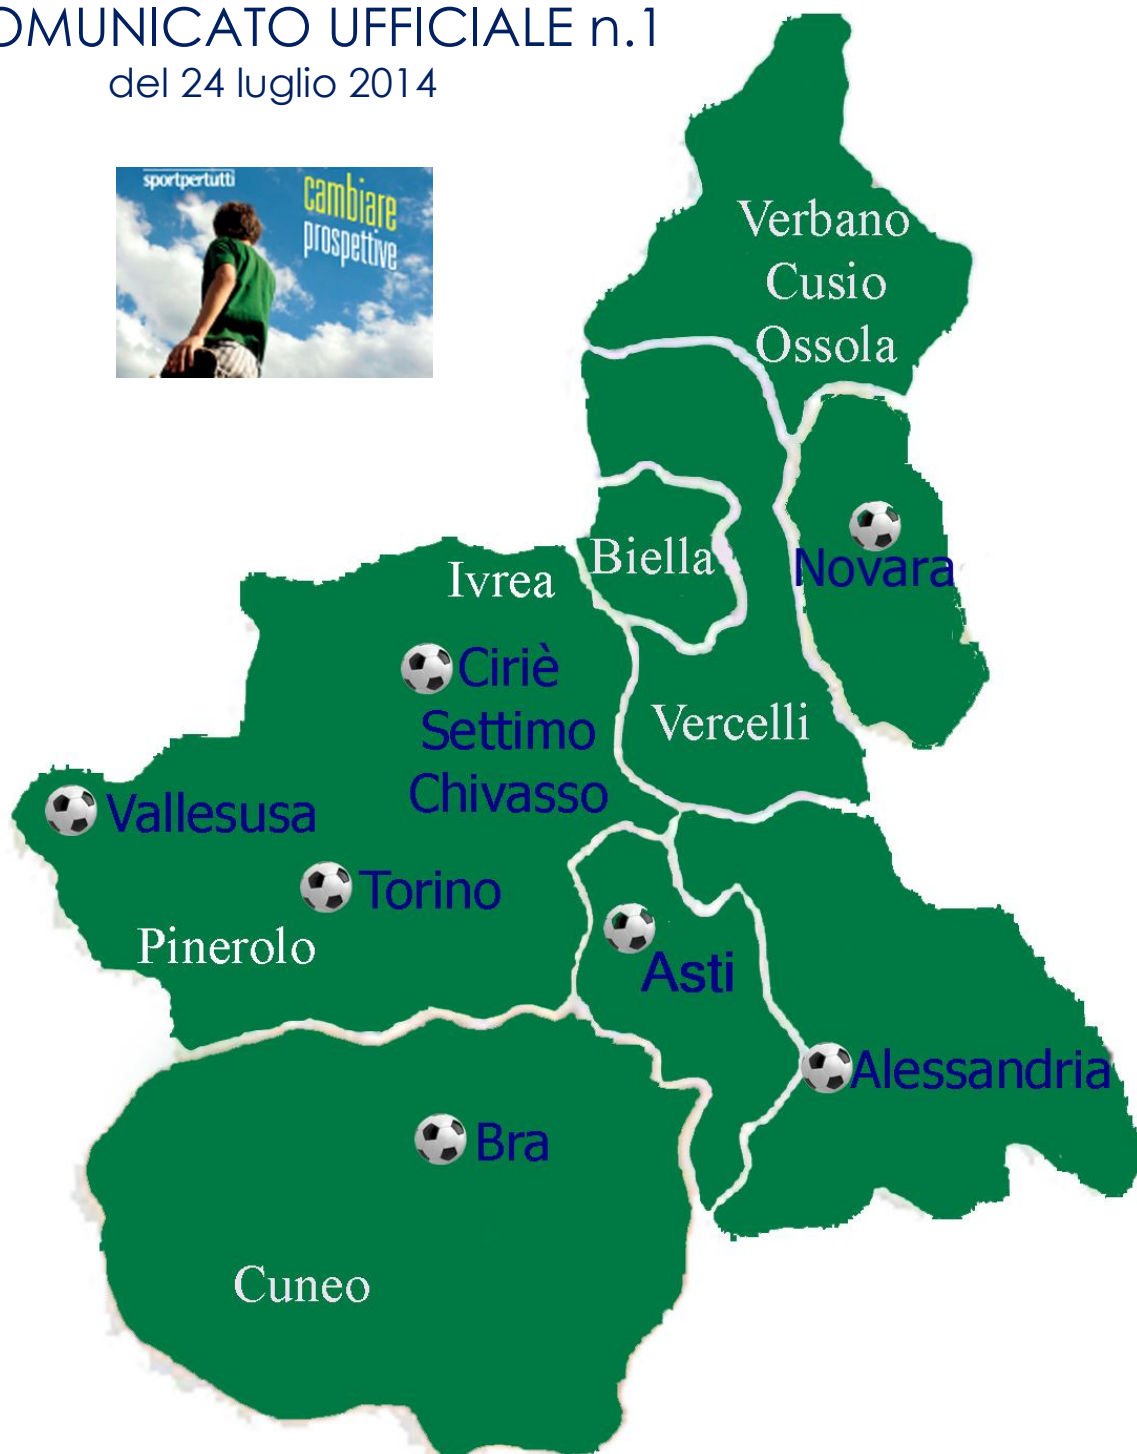 OMUNICATO UFFICIALE n.1
del 24 luglio 2014
sportpertutti
cambiare
prospettive
Verbano
Cusio
Ossola
Novara
Biella
Ivrea
Ciriè
Settimo
Chivasso
Vercelli
Vallesusa
Torino
Pinerolo
Asti
Alessandria
Bra
Cuneo